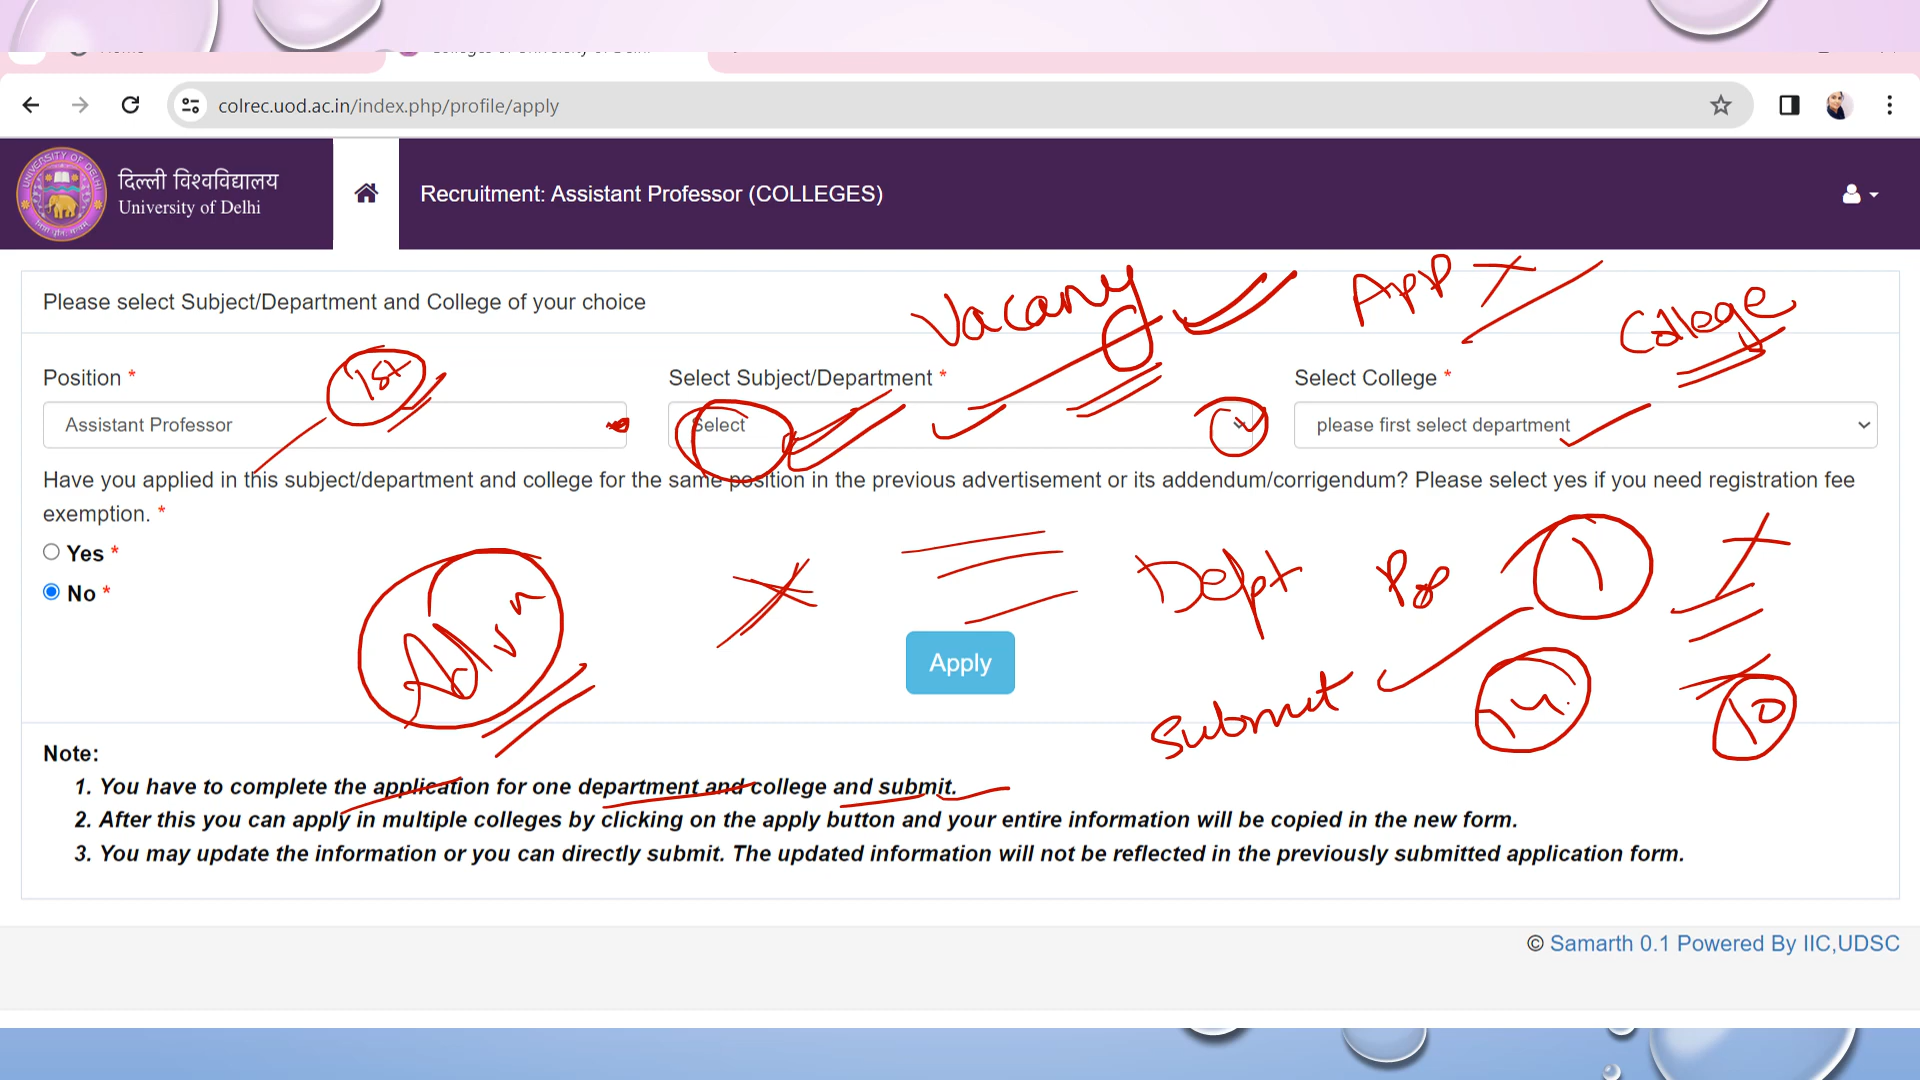 colrec.uod.ac.in/index.php/profile/apply
दिल्ली विश्वविद्यालय
University of Delhi
UNIVERSITY OF DELHI
Recruitment: Assistant Professor (COLLEGES)
Please select Subject/Department and College of your choice
Vacany
App
College
Position *
1st
Select Subject/Department *
Select College *
Assistant Professor
Select
please first select department
Have you applied in this subject/department and college for the same position in the previous advertisement or its addendum/corrigendum? Please select yes if you need registration fee
exemption. *
Yes *
No *
Dept
1
Apply
Submit
10
Note:
1. You have to complete the application for one department and college and submit.
2. After this you can apply in multiple colleges by clicking on the apply button and your entire information will be copied in the new form.
3. You may update the information or you can directly submit. The updated information will not be reflected in the previously submitted application form.
© Samarth 0.1 Powered By IIC,UDSC